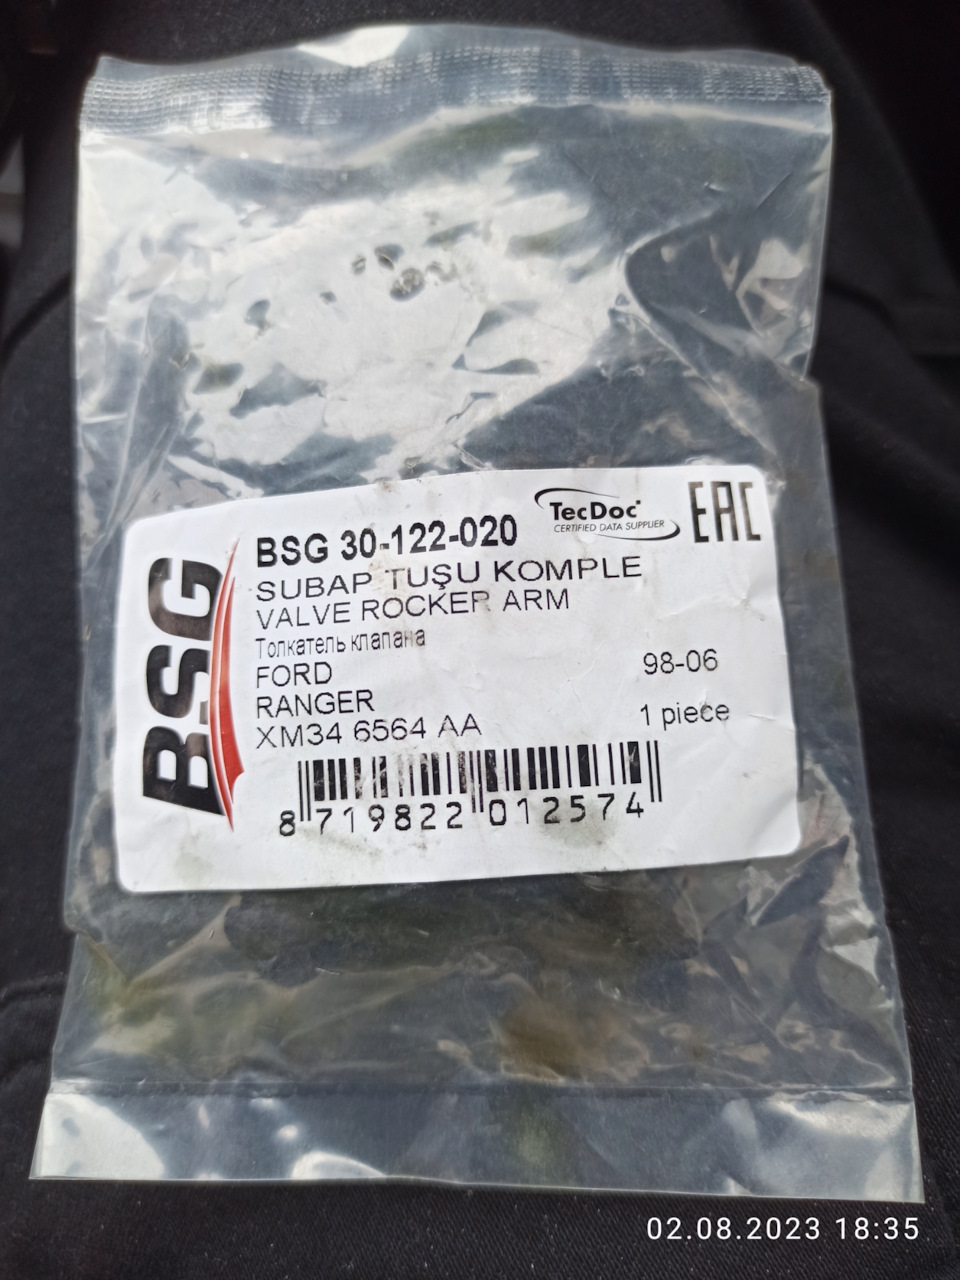 BSG
BSG 30-122-020
TecDoc
CERTIFIED DATA SUPPLIER
EAC
SUBAP TUŞU KOMPLE
VALVE ROCKER ARM
Толкатель клапана
FORD 98-06
RANGER
XM34 6564 AA 1 piece
8 719822 012574
02.08.2023 18:35